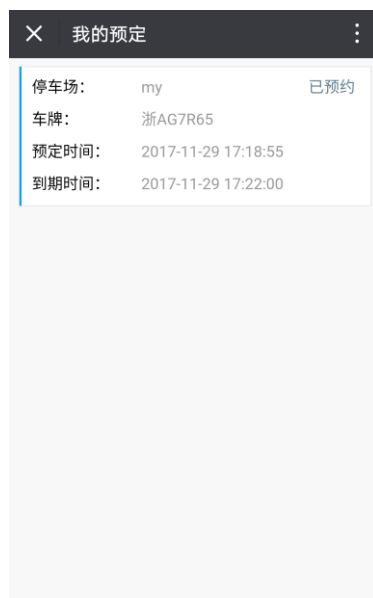 我的预定
停车场： my 已预约
车牌： 浙AG7R65
预定时间： 2017-11-29 17:18:55
到期时间： 2017-11-29 17:22:00